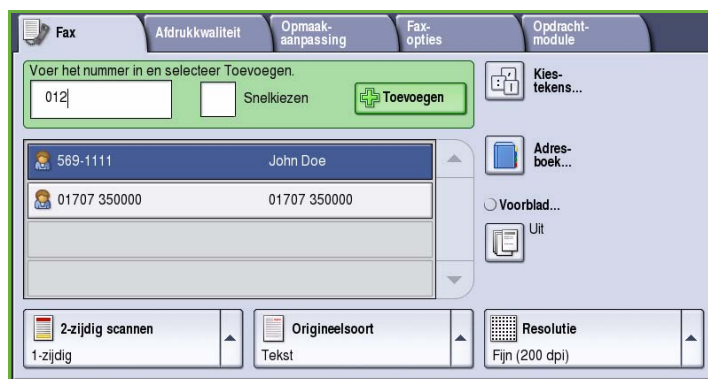 Fax
Afdrukkwaliteit
Opmaak-
aanpassing
Fax-
opties
Opdracht-
module
Voer het nummer in en selecteer Toevoegen.
012
Snelkiezen
Toevoegen
Kies-
tekens...
569-1111 John Doe
01707 350000 01707 350000
Adres-
boek...
Voorblad...
Uit
2-zijdig scannen
1-zijdig
Origineelsoort
Tekst
Resolutie
Fijn (200 dpi)